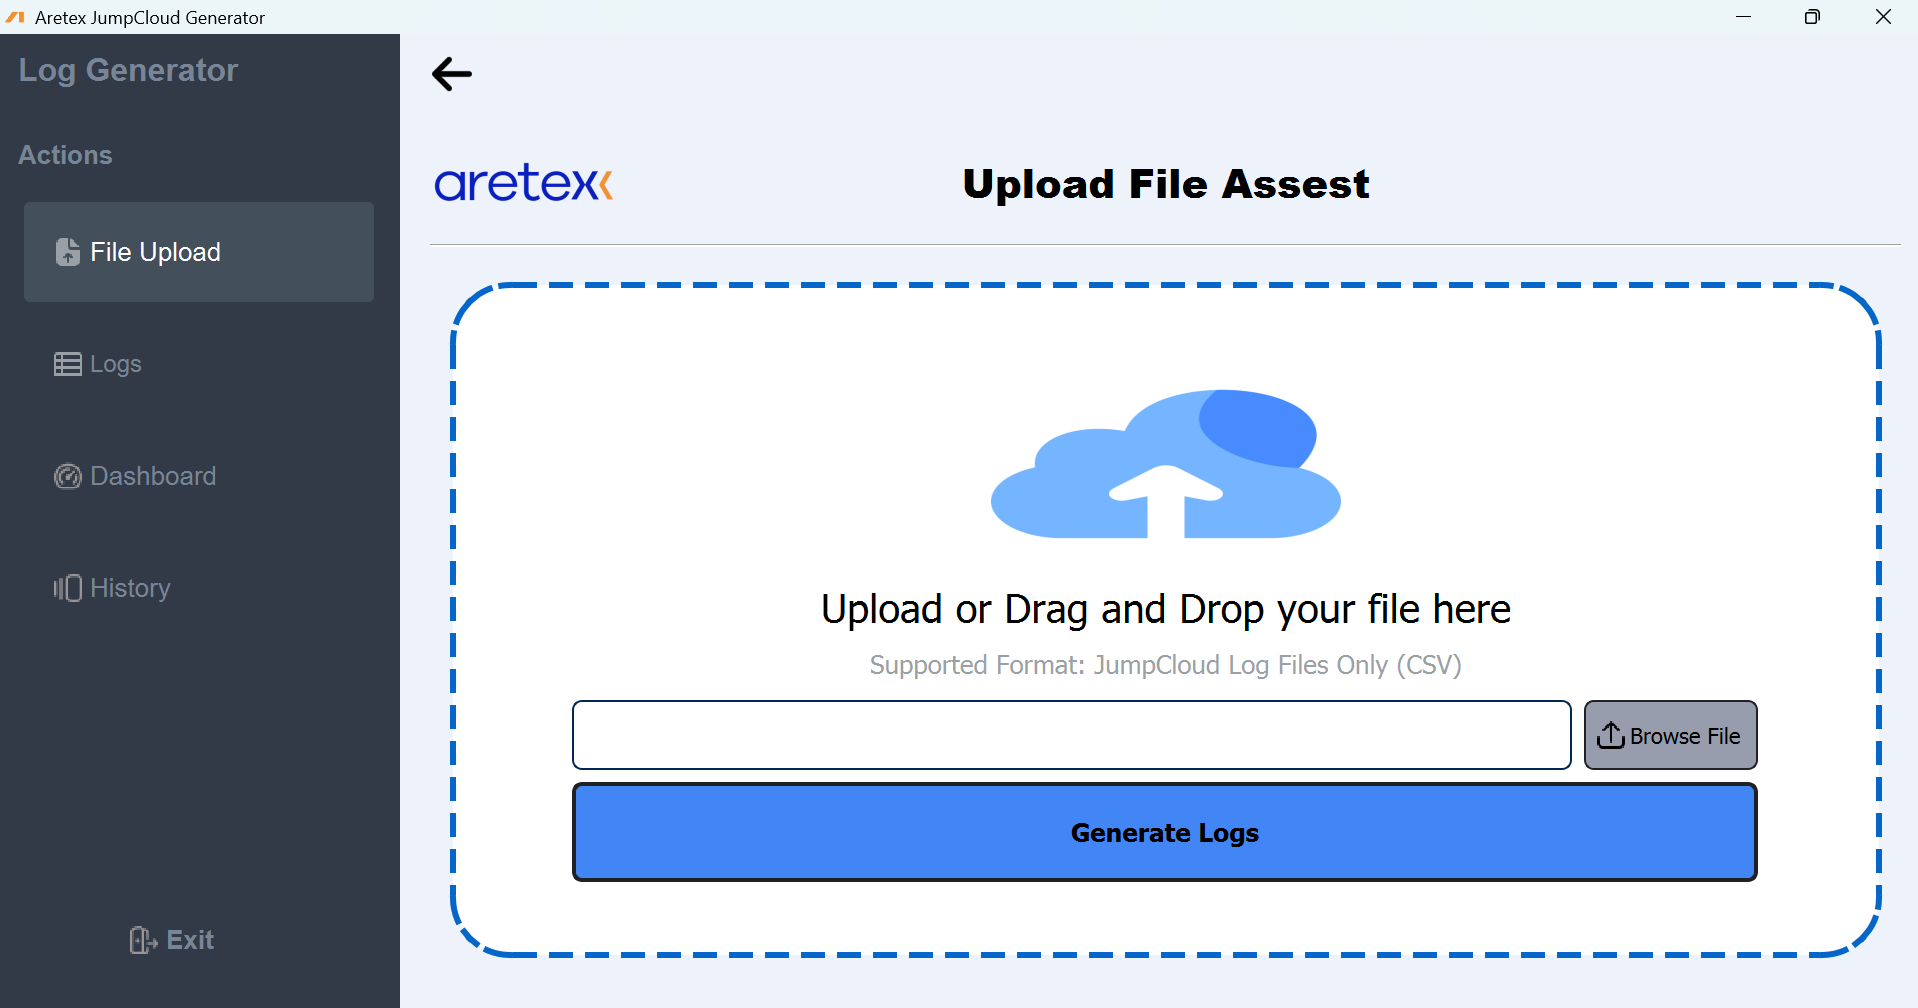 Aretex JumpCloud Generator
Log Generator
Actions
File Upload
Logs
Dashboard
History
Exit
aretex
Upload File Assest
Upload or Drag and Drop your file here
Supported Format: JumpCloud Log Files Only (CSV)
Browse File
Generate Logs